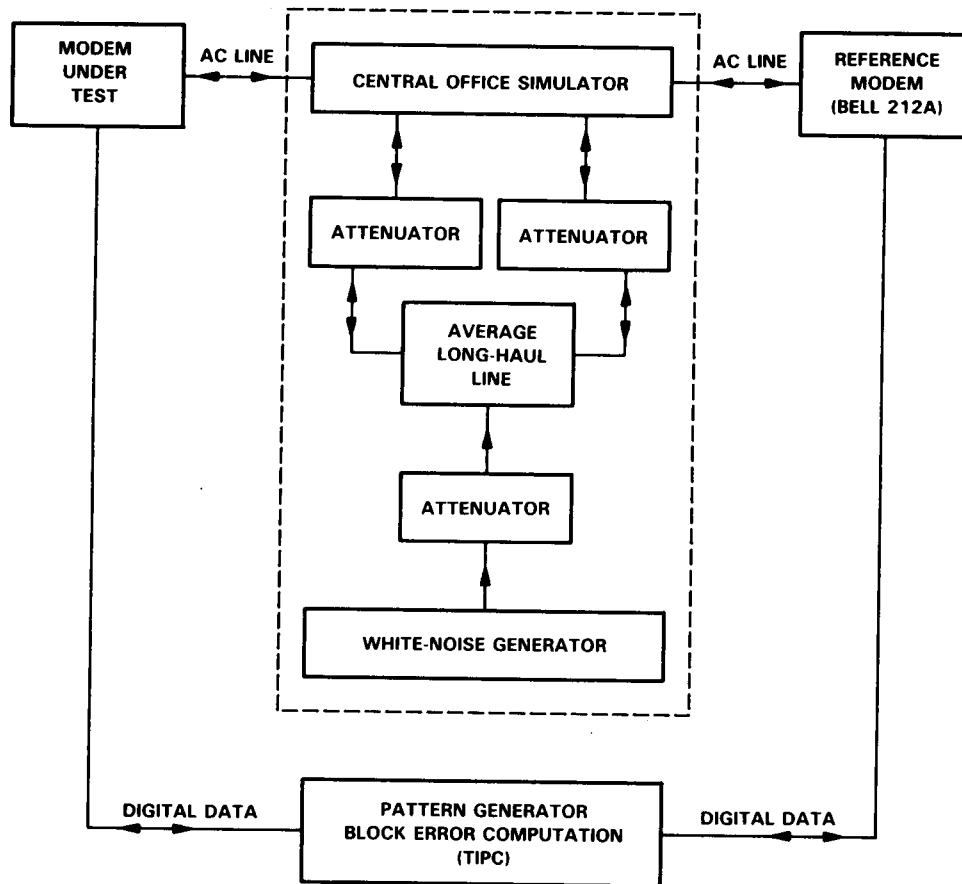 MODEM
UNDER
TEST
AC LINE
CENTRAL OFFICE SIMULATOR
AC LINE
REFERENCE
MODEM
(BELL 212A)
ATTENUATOR
ATTENUATOR
AVERAGE
LONG-HAUL
LINE
ATTENUATOR
WHITE-NOISE GENERATOR
DIGITAL DATA
PATTERN GENERATOR
BLOCK ERROR COMPUTATION
(TIPC)
DIGITAL DATA